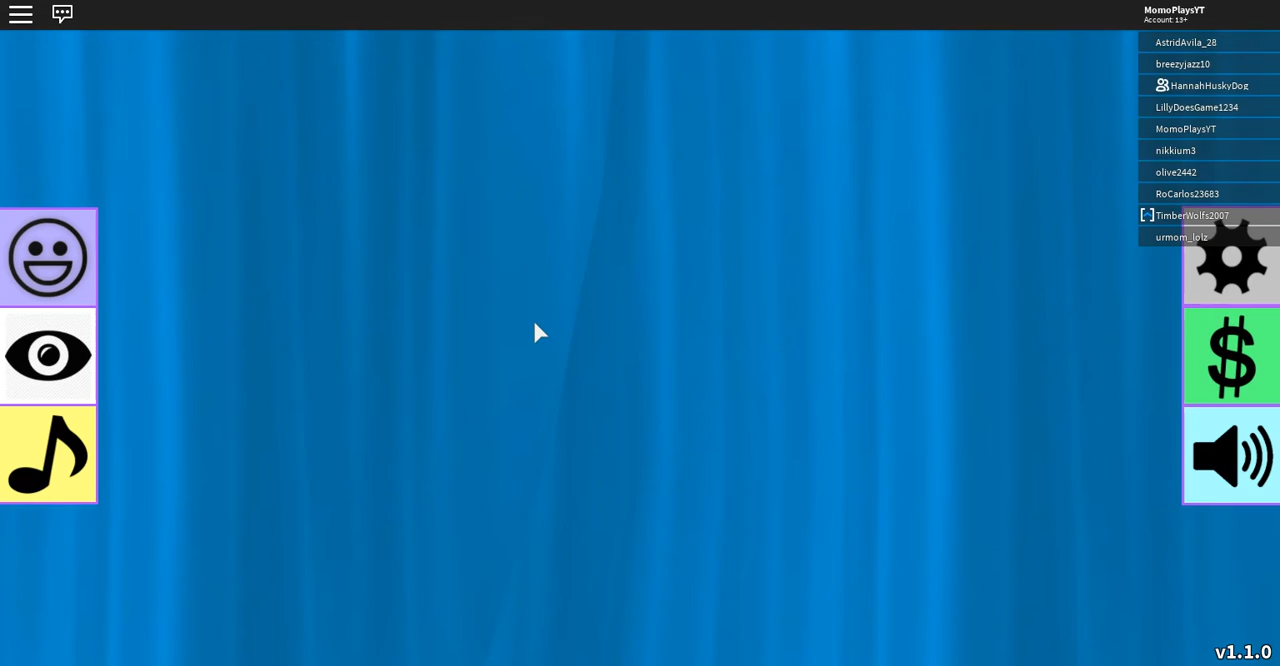 MomoPlaysYT
Account: 13+
AstridAvila_28
breezyjazz10
HannahHuskyDog
LillyDoesGame1234
MomoPlaysYT
nikkium3
olive2442
RoCarlos23683
TimberWolfs2007
urmom_lolz
v1.1.0